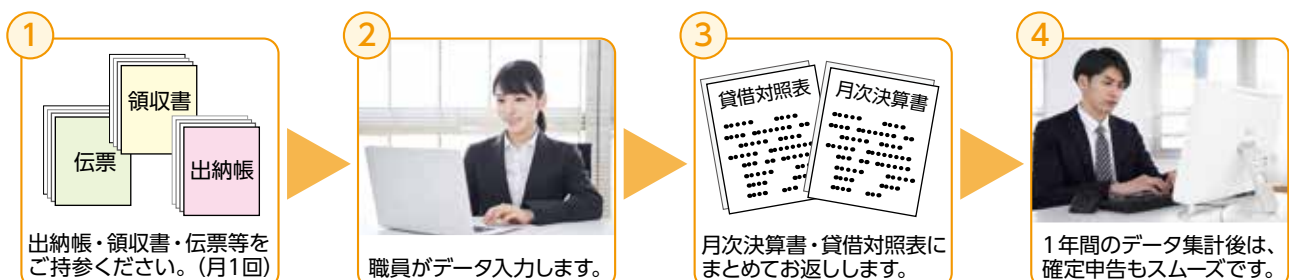 1
領収書
伝票
出納帳
出納帳・領収書・伝票等を
ご持参ください。(月1回)
2
職員がデータ入力します。
3
貸借対照表
月次決算書
月次決算書・貸借対照表に
まとめてお返しします。
4
1年間のデータ集計後は、
確定申告もスムーズです。